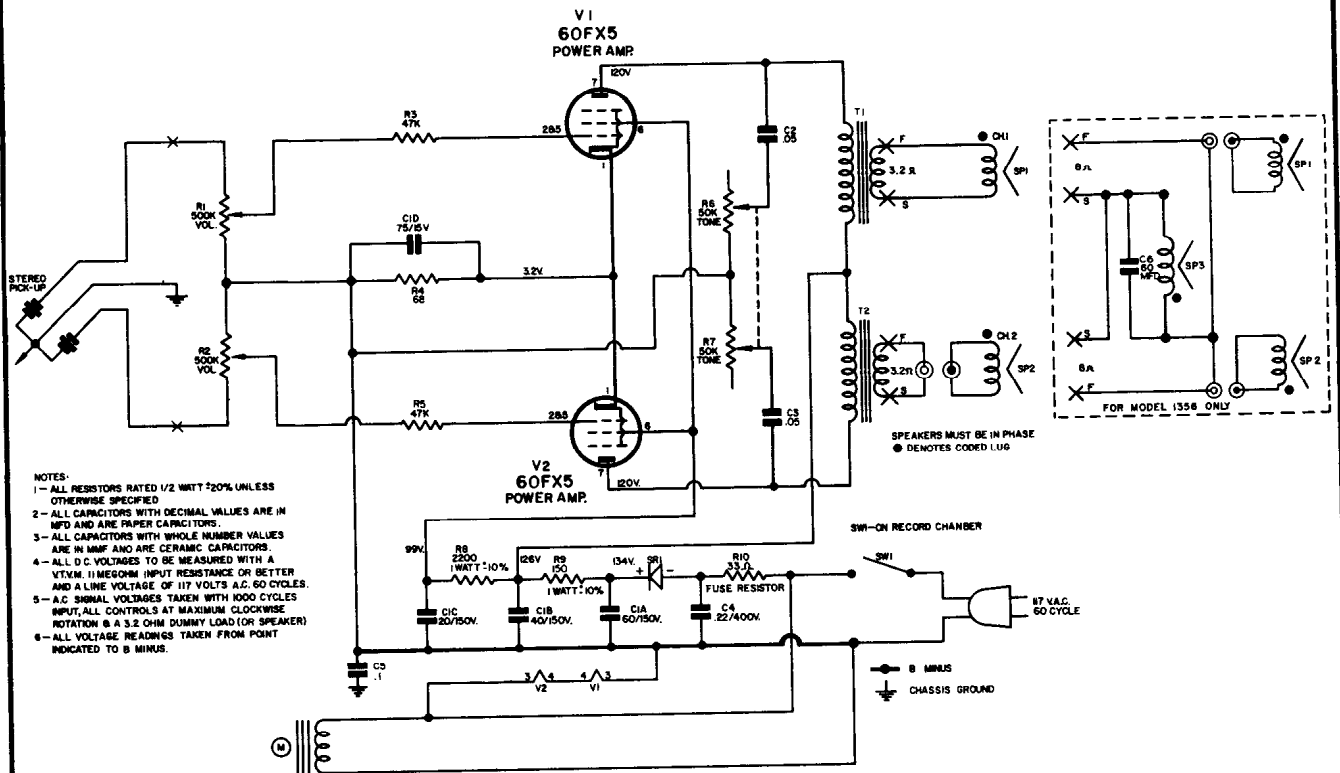 V1
60FX5
POWER AMP.
7
120V.
6
.285
1
R3
47K
R1
500K
VOL.
C1D
75/15V
R4
68
3.2V.
STEREO
PICK-UP
R2
500K
VOL
R5
47K
.285
1
6
7
120V.
V2
60FX5
POWER AMP.
C2
.05
R6
50K
TONE
R7
50K
TONE
C3
.05
T1
F
3.2 Ω
S
CH.1
SP1
T2
F
3.2Ω
S
CH.2
SP2
SPEAKERS MUST BE IN PHASE
● DENOTES CODED LUG
F
8Ω
S
C6
60
MFD
SP3
SP1
S
8Ω
F
SP2
FOR MODEL 1356 ONLY
NOTES:
1 — ALL RESISTORS RATED 1/2 WATT ±20% UNLESS
OTHERWISE SPECIFIED
2 — ALL CAPACITORS WITH DECIMAL VALUES ARE IN
MFD AND ARE PAPER CAPACITORS.
3 — ALL CAPACITORS WITH WHOLE NUMBER VALUES
ARE IN MMF AND ARE CERAMIC CAPACITORS.
4 — ALL D.C. VOLTAGES TO BE MEASURED WITH A
V.T.V.M. 11 MEGOHM INPUT RESISTANCE OR BETTER
AND A LINE VOLTAGE OF 117 VOLTS A.C. 60 CYCLES.
5 — A.C SIGNAL VOLTAGES TAKEN WITH 1000 CYCLES
INPUT, ALL CONTROLS AT MAXIMUM CLOCKWISE
ROTATION & A 3.2 OHM DUMMY LOAD (OR SPEAKER)
6 — ALL VOLTAGE READINGS TAKEN FROM POINT
INDICATED TO B MINUS.
99V.
R8
2200
1 WATT ±10%
126V
R9
150
1 WATT ±10%
134V.
+ SR1 -
R10
33Ω
FUSE RESISTOR
SW1-ON RECORD CHANGER
SW1
117 V.A.C.
60 CYCLE
C1C
20/150V.
C1B
40/150V.
C1A
60/150V.
C4
.22/400V.
C5
.1
3 4
V2
4 3
V1
B MINUS
CHASSIS GROUND
M